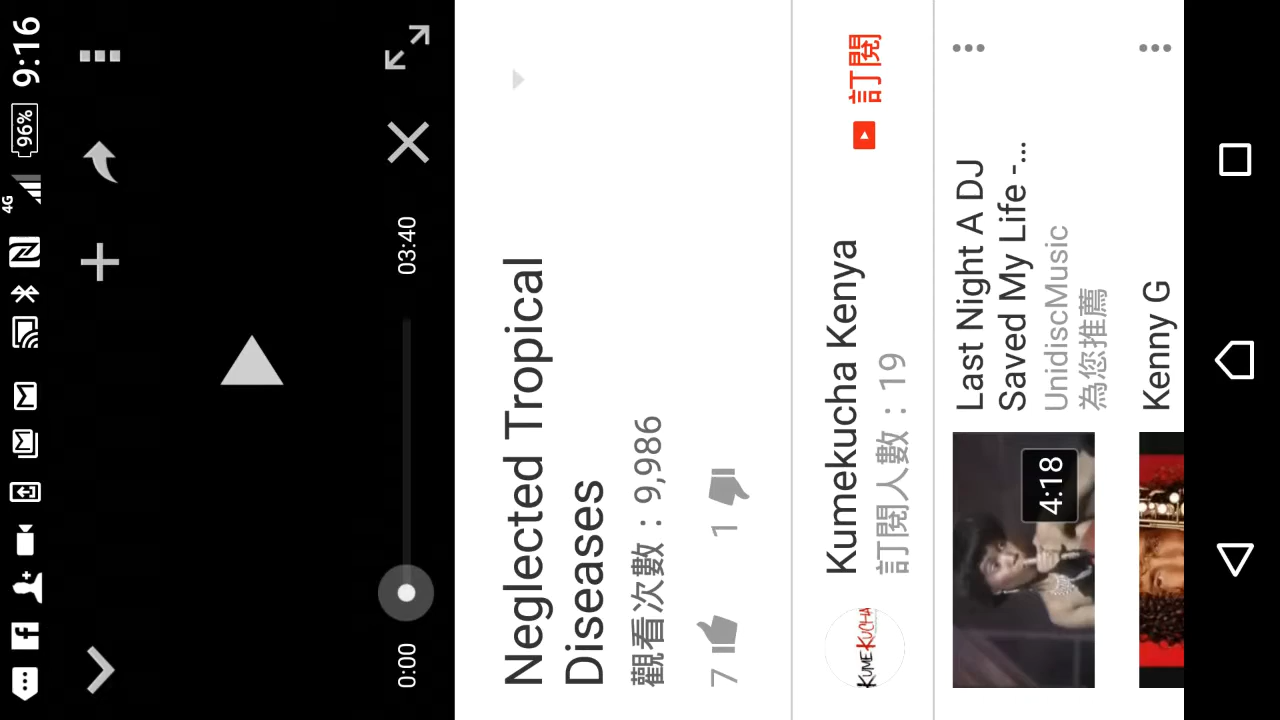 4G
96%
9:16
0:00
03:40
Neglected Tropical
Diseases
觀看次數：9,986
7
1
KUMEKUCHA
Kumekucha Kenya
訂閱人數：19
訂閱
4:18
Last Night A DJ
Saved My Life -...
UnidiscMusic
為您推薦
Kenny G